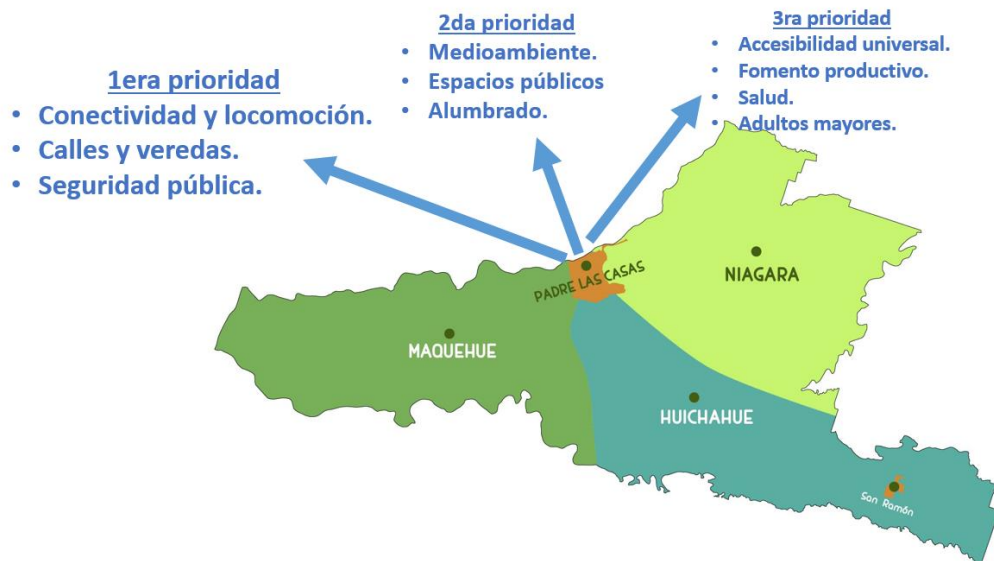 1era prioridad
• Conectividad y locomoción.
• Calles y veredas.
• Seguridad pública.
2da prioridad
• Medioambiente.
• Espacios públicos
• Alumbrado.
3ra prioridad
• Accesibilidad universal.
• Fomento productivo.
• Salud.
• Adultos mayores.
PADRE LAS CASAS
NIAGARA
MAQUEHUE
HUICHAHUE
San Ramón